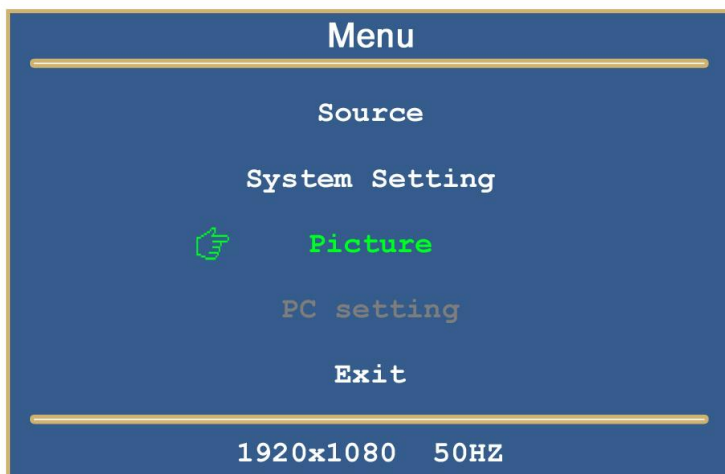 Menu
Source
System Setting
Picture
PC setting
Exit
1920x1080 50HZ